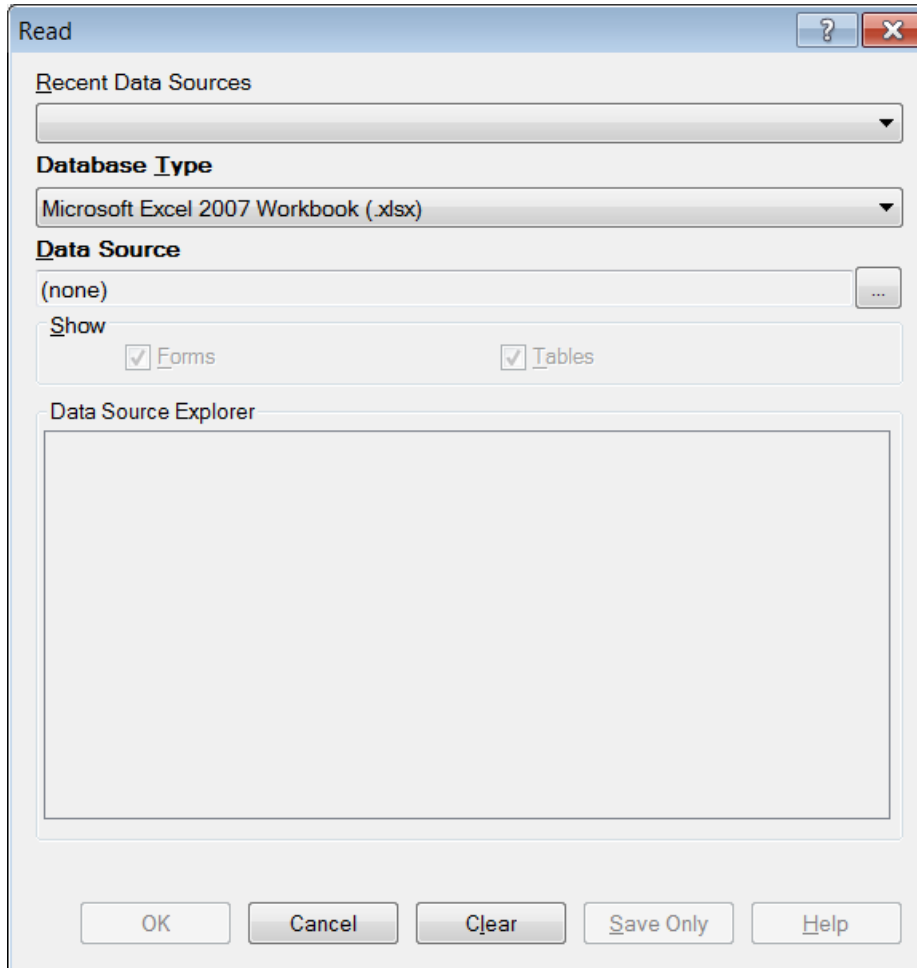 Read
?
Recent Data Sources
Database Type
Microsoft Excel 2007 Workbook (.xlsx)
Data Source
(none)
...
Show
Forms
Tables
Data Source Explorer
OK
Cancel
Clear
Save Only
Help